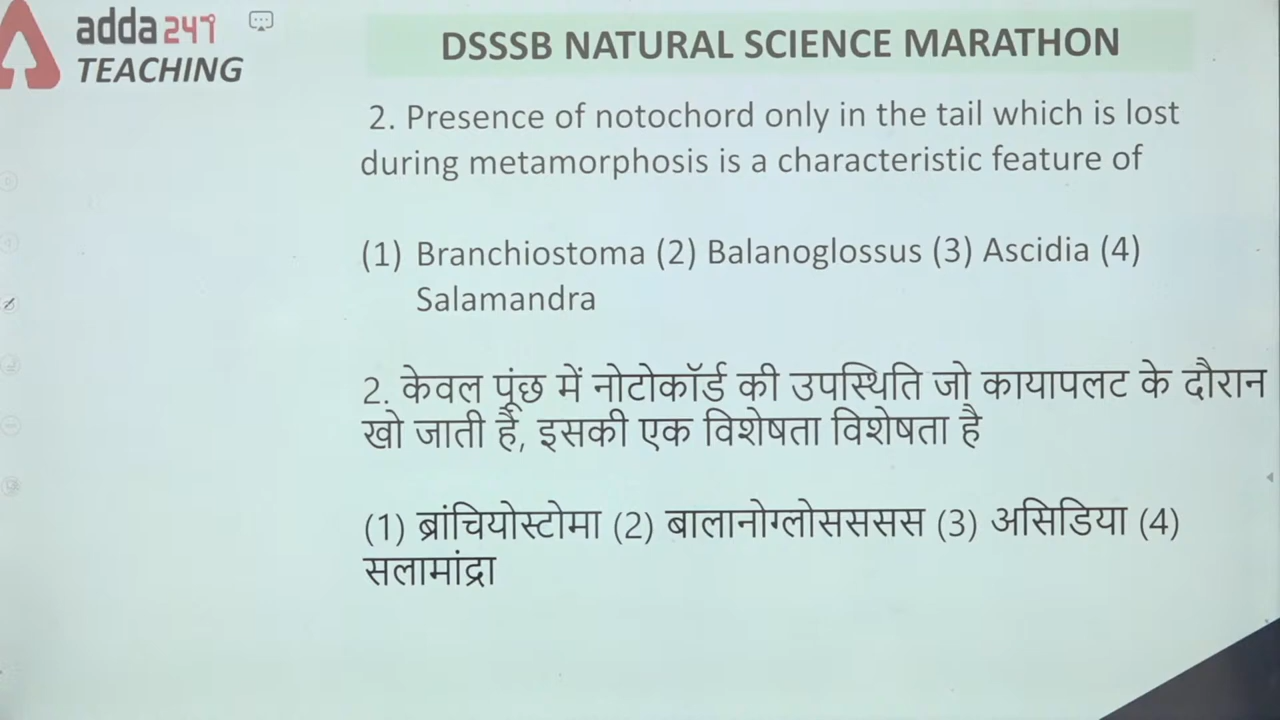 adda247
TEACHING
DSSSB NATURAL SCIENCE MARATHON
2. Presence of notochord only in the tail which is lost
during metamorphosis is a characteristic feature of
(1) Branchiostoma (2) Balanoglossus (3) Ascidia (4)
Salamandra
2. केवल पूंछ में नोटोकॉर्ड की उपस्थिति जो कायापलट के दौरान
खो जाती है, इसकी एक विशेषता विशेषता है
(1) ब्रांचियोस्टोमा (2) बालानोग्लोसससस (3) असिडिया (4)
सलामांद्रा